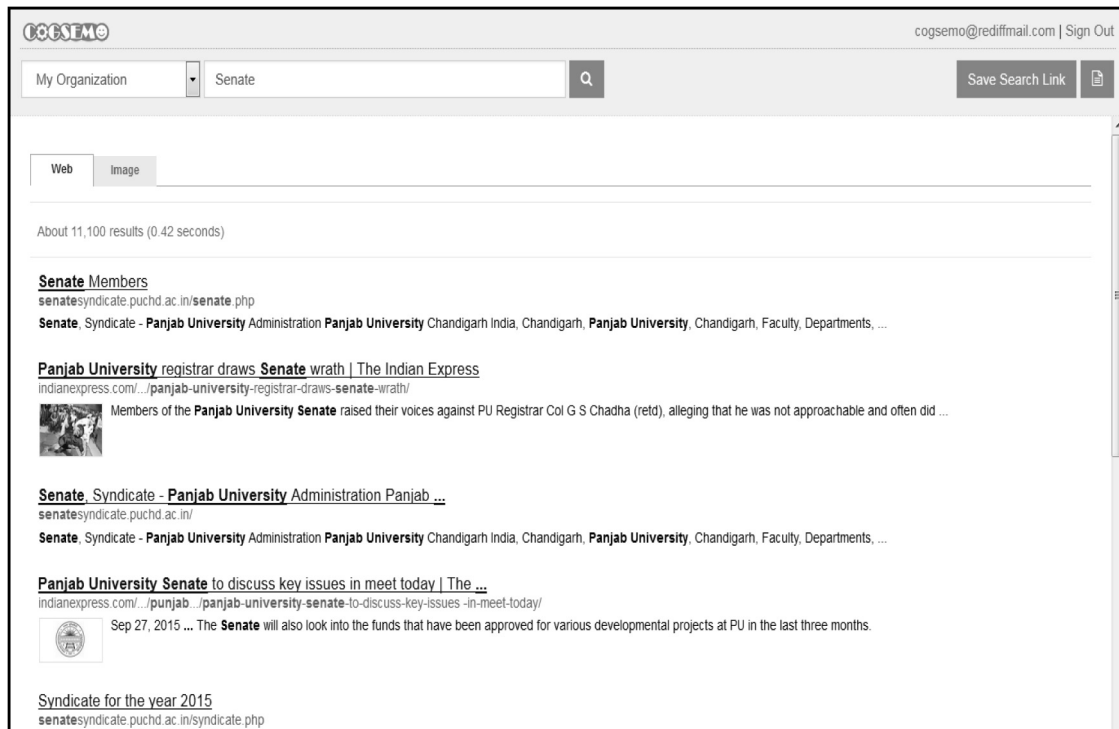 COGSEMO
cogsemo@rediffmail.com | Sign Out
My Organization
Senate
Save Search Link
Web
Image
About 11,100 results (0.42 seconds)
Senate Members
senatesyndicate.puchd.ac.in/senate.php
Senate, Syndicate - Panjab University Administration Panjab University Chandigarh India, Chandigarh, Panjab University, Chandigarh, Faculty, Departments, ...
Panjab University registrar draws Senate wrath | The Indian Express
indianexpress.com/.../panjab-university-registrar-draws-senate-wrath/
Members of the Panjab University Senate raised their voices against PU Registrar Col G S Chadha (retd), alleging that he was not approachable and often did ...
Senate, Syndicate - Panjab University Administration Panjab ...
senatesyndicate.puchd.ac.in/
Senate, Syndicate - Panjab University Administration Panjab University Chandigarh India, Chandigarh, Panjab University, Chandigarh, Faculty, Departments, ...
Panjab University Senate to discuss key issues in meet today | The ...
indianexpress.com/.../punjab.../panjab-university-senate-to-discuss-key-issues -in-meet-today/
Sep 27, 2015 ... The Senate will also look into the funds that have been approved for various developmental projects at PU in the last three months.
Syndicate for the year 2015
senatesyndicate.puchd.ac.in/syndicate.php